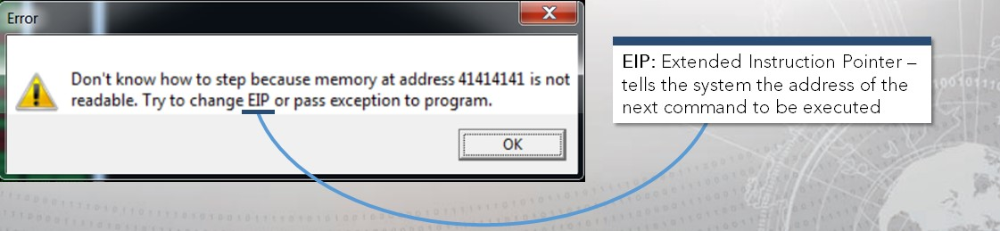 Error
Don't know how to step because memory at address 41414141 is not
readable. Try to change EIP or pass exception to program.
OK
EIP: Extended Instruction Pointer –
tells the system the address of the
next command to be executed